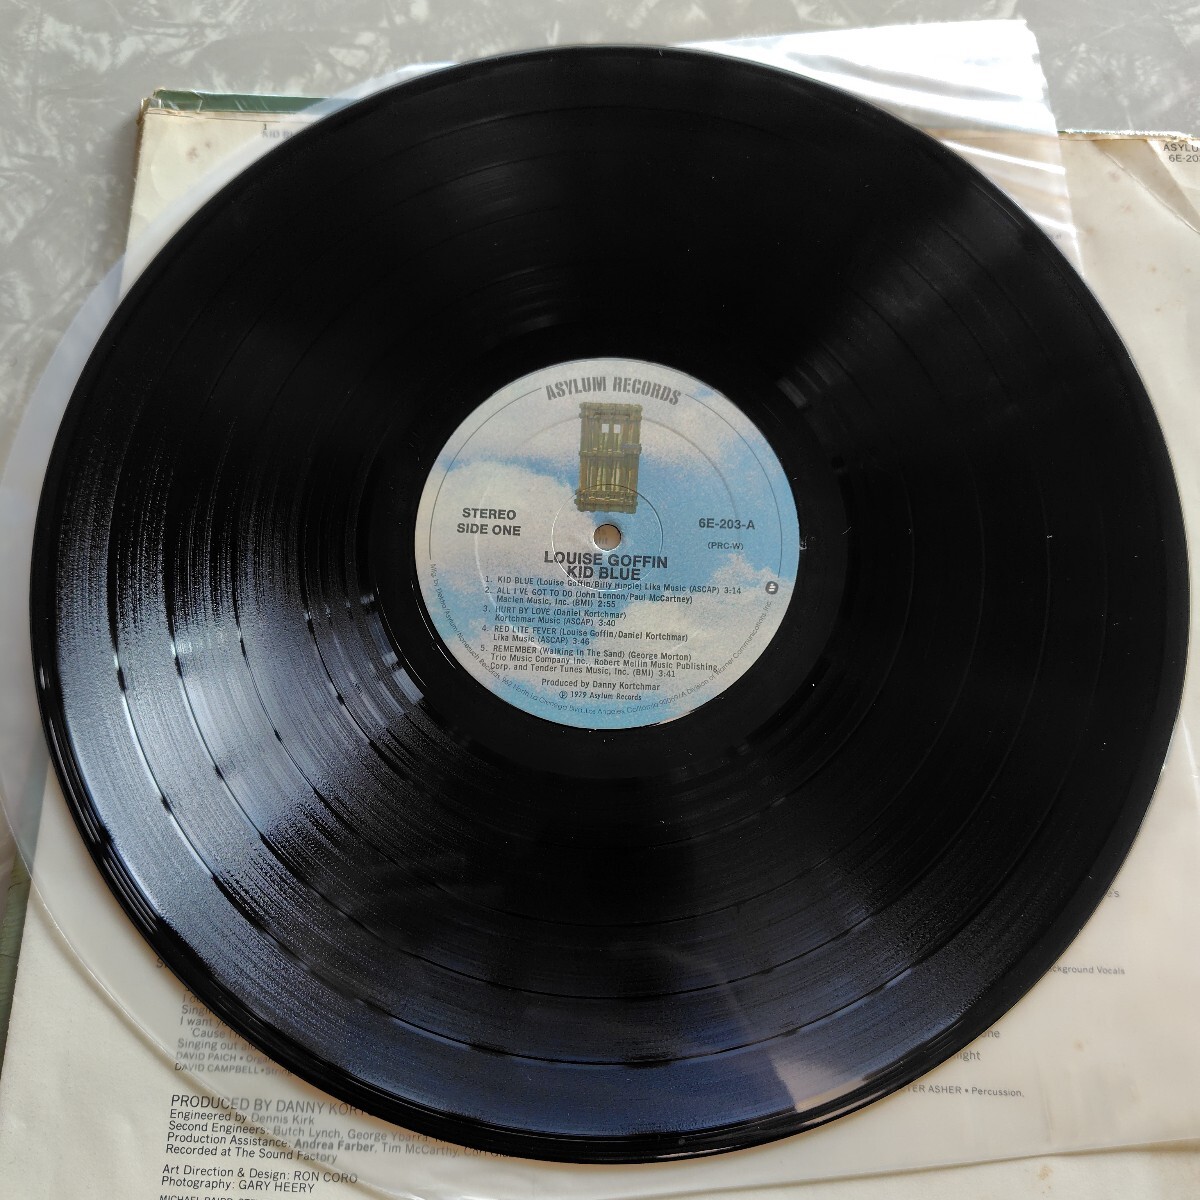 ASYLUM RECORDS
STEREO
SIDE ONE
6E-203-A
(PRC-W)
LOUISE GOFFIN
KID BLUE
1. KID BLUE (Louise Goffin/Billy Hipple) Lika Music (ASCAP) 3:14
2. ALL I'VE GOT TO DO (John Lennon/Paul McCartney)
Maclen Music, Inc. (BMI) 2:55
3. HURT BY LOVE (Daniel Kortchmar)
Kortchmar Music (ASCAP) 3:40
4. RED LITE FEVER (Louise Goffin/Daniel Kortchmar)
Lika Music (ASCAP) 3:46
5. REMEMBER (Walking in The Sand) (George Morton)
Trio Music Company Inc., Robert Mellin Music Publishing
Corp. and Tender Tunes Music, Inc. (BMI) 3:41
Produced by Danny Kortchmar
℗ 1979 Asylum Records
ckground Vocals
Singing out
DAVID PAICH •
DAVID CAMPBELL •
ASHER • Percussion.
PRODUCED BY DANNY
Engineered by Dennis Kirk
Second Engineers: Butch Lynch, George Ybarra
Production Assistance: Andrea Farber, Tim McCarthy,
Recorded at The Sound Factory
Art Direction & Design: RON CORO
Photography: GARY HEERY